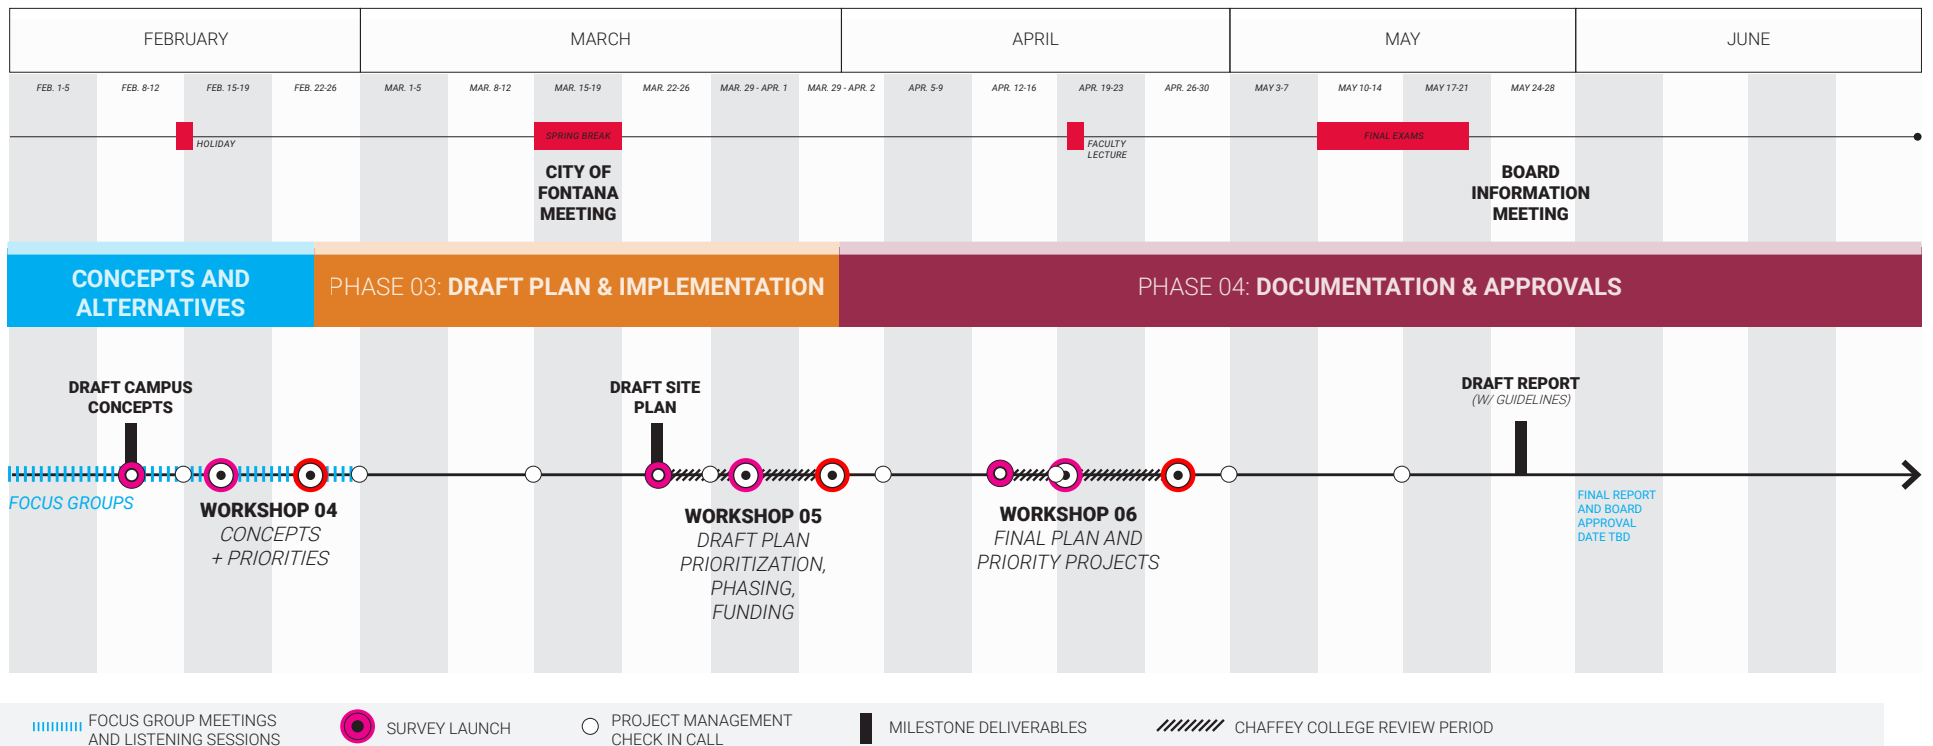 FEBRUARY
MARCH
APRIL
MAY
JUNE
FEB. 1-5
FEB. 8-12
FEB. 15-19
FEB. 22-26
MAR. 1-5
MAR. 8-12
MAR. 15-19
MAR. 22-26
MAR. 29 - APR. 1
MAR. 29 - APR. 2
APR. 5-9
APR. 12-16
APR. 19-23
APR. 26-30
MAY 3-7
MAY 10-14
MAY 17-21
MAY 24-28
HOLIDAY
SPRING BREAK
FACULTY
LECTURE
FINAL EXAMS
CITY OF
FONTANA
MEETING
BOARD
INFORMATION
MEETING
CONCEPTS AND
ALTERNATIVES
PHASE 03: DRAFT PLAN & IMPLEMENTATION
PHASE 04: DOCUMENTATION & APPROVALS
DRAFT CAMPUS
CONCEPTS
DRAFT SITE
PLAN
DRAFT REPORT
(W/ GUIDELINES)
FOCUS GROUPS
WORKSHOP 04
CONCEPTS
+ PRIORITIES
WORKSHOP 05
DRAFT PLAN
PRIORITIZATION,
PHASING,
FUNDING
WORKSHOP 06
FINAL PLAN AND
PRIORITY PROJECTS
FINAL REPORT
AND BOARD
APPROVAL
DATE TBD
FOCUS GROUP MEETINGS
AND LISTENING SESSIONS
SURVEY LAUNCH
PROJECT MANAGEMENT
CHECK IN CALL
MILESTONE DELIVERABLES
CHAFFEY COLLEGE REVIEW PERIOD